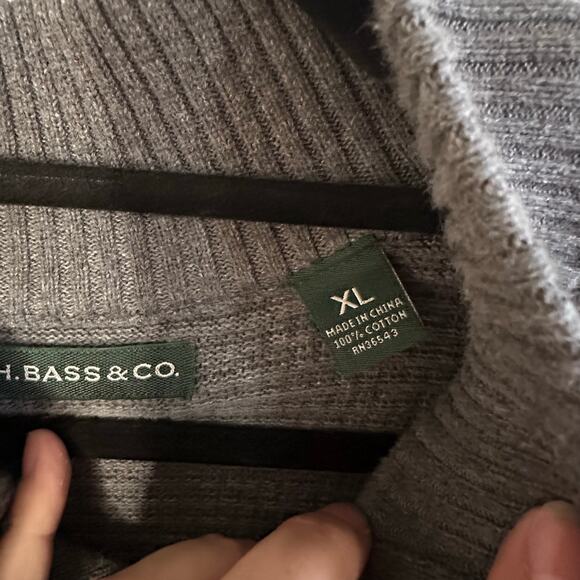 H.BASS & CO.
XL
MADE IN CHINA
100% COTTON
RN36543